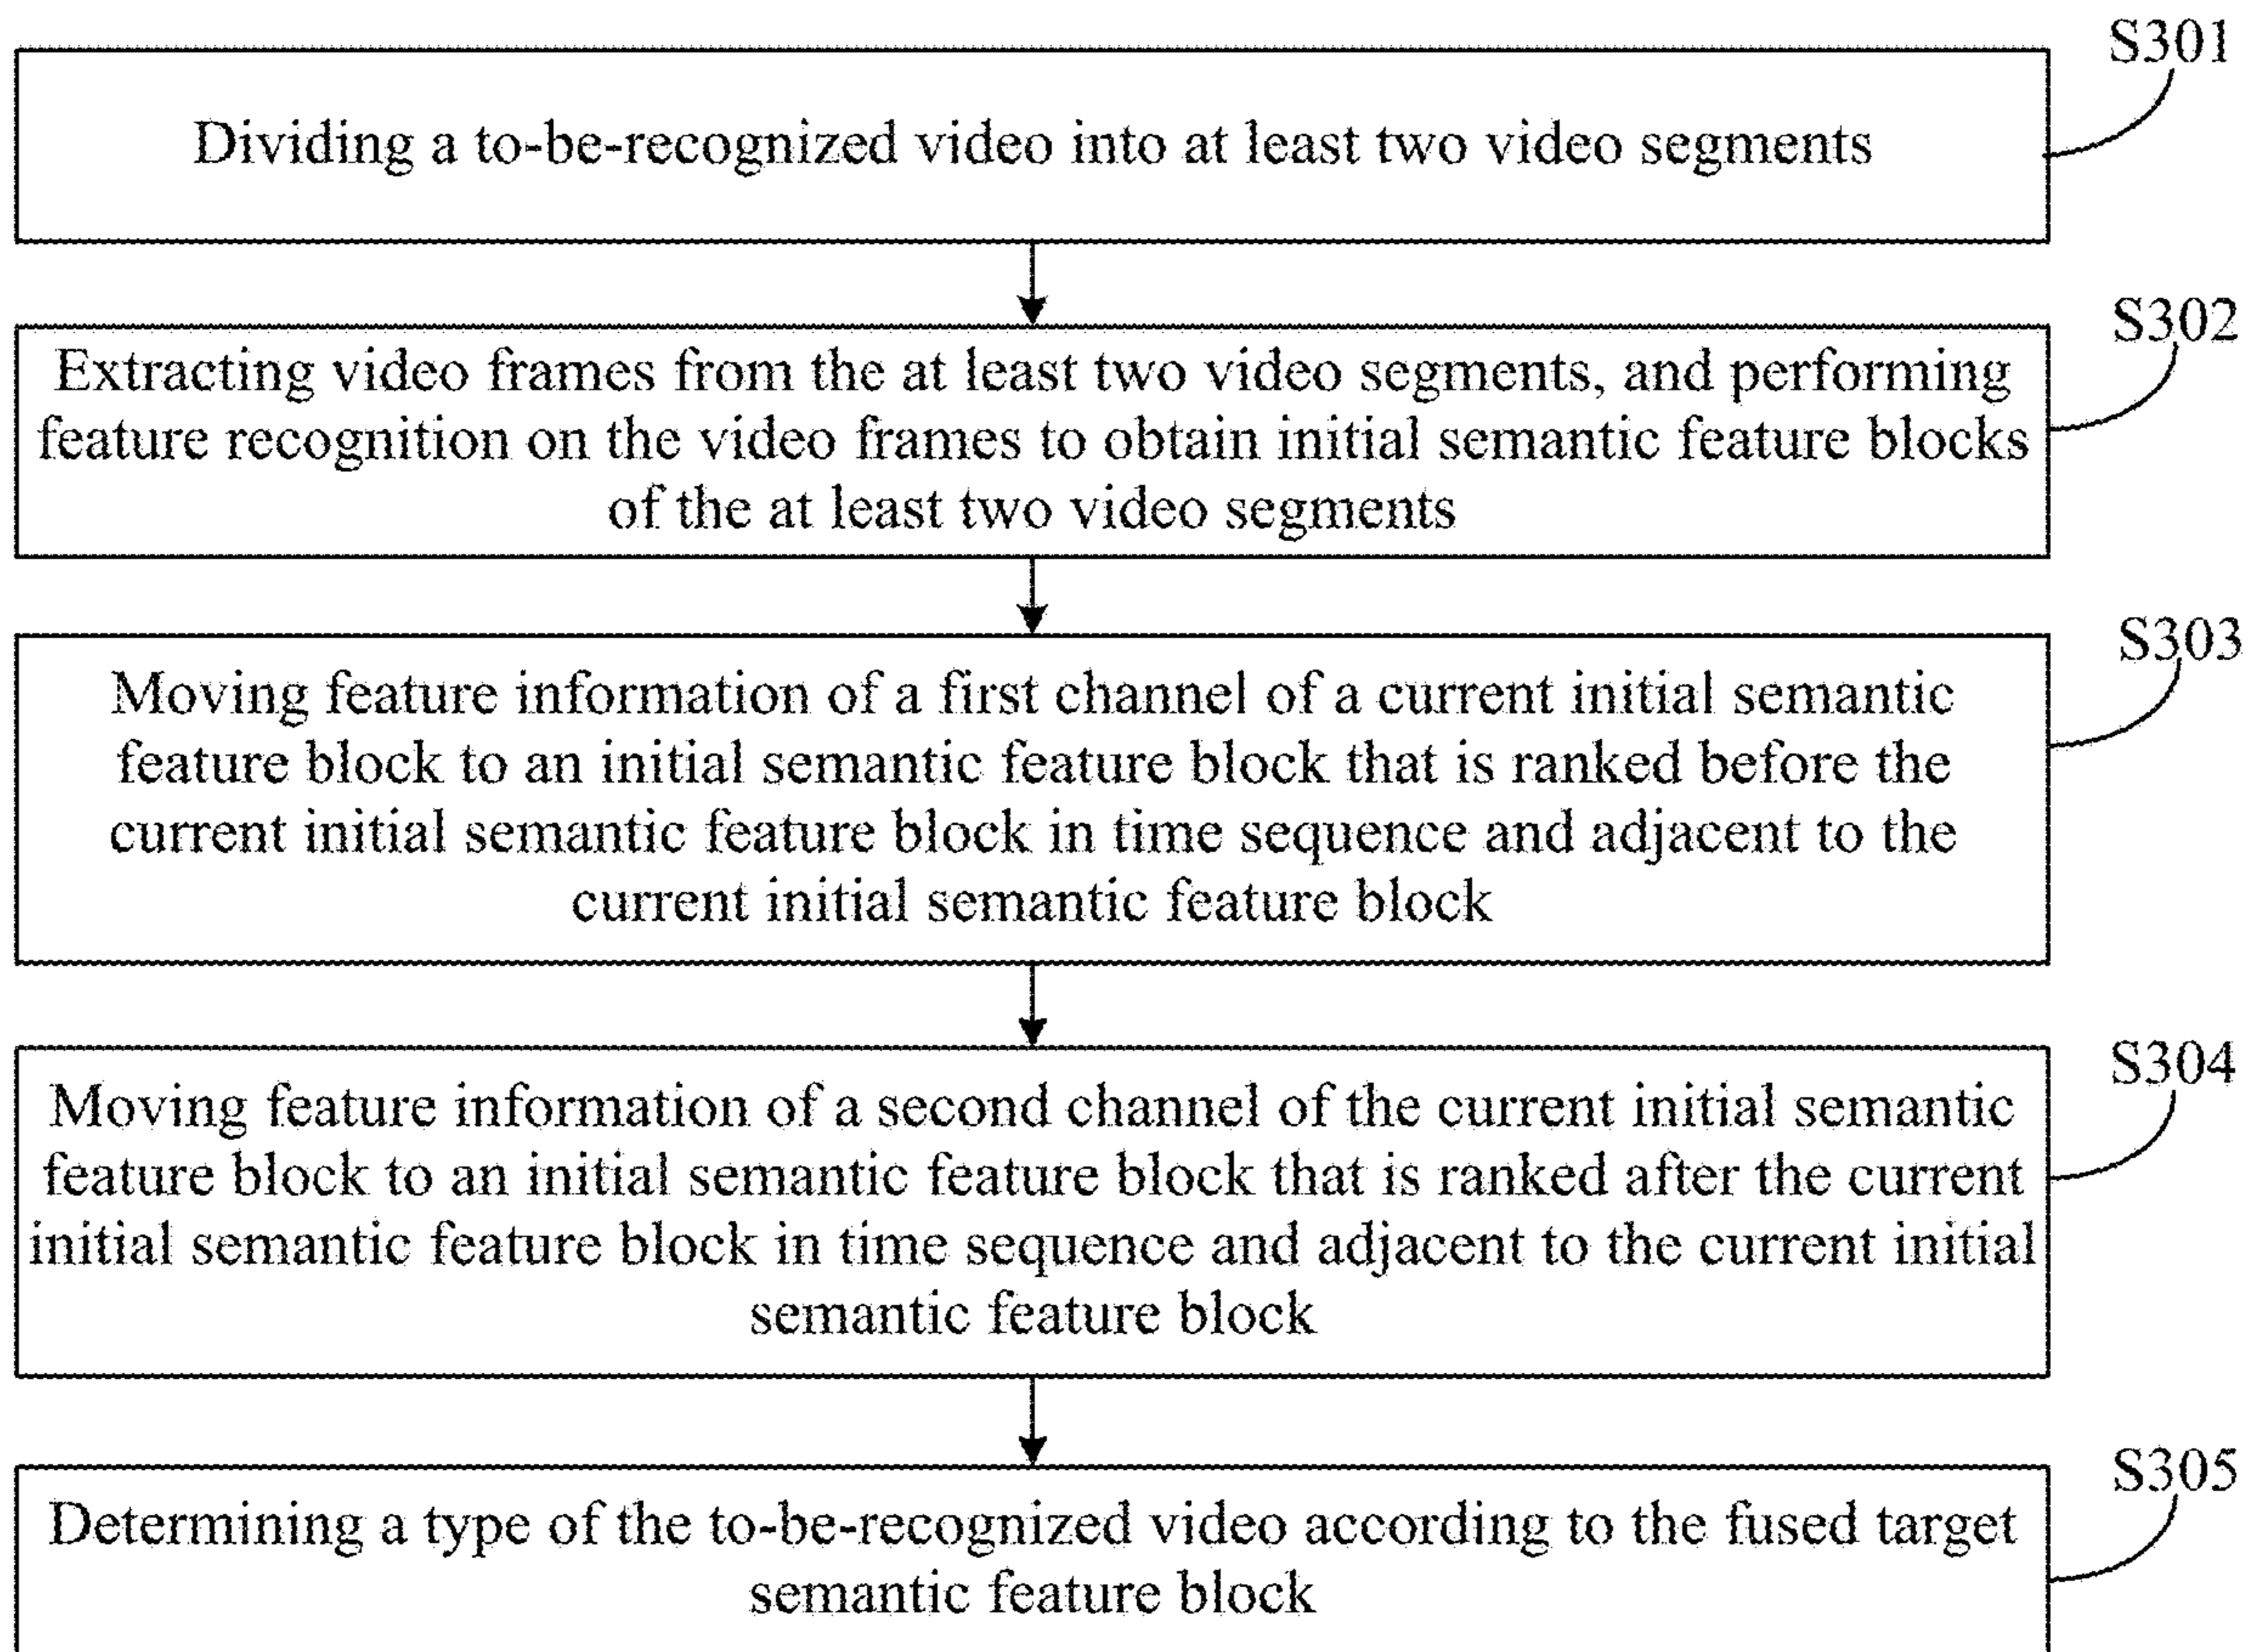 S301
Dividing a to-be-recognized video into at least two video segments
S302
Extracting video frames from the at least two video segments, and performing
feature recognition on the video frames to obtain initial semantic feature blocks
of the at least two video segments
S303
Moving feature information of a first channel of a current initial semantic
feature block to an initial semantic feature block that is ranked before the
current initial semantic feature block in time sequence and adjacent to the
current initial semantic feature block
S304
Moving feature information of a second channel of the current initial semantic
feature block to an initial semantic feature block that is ranked after the current
initial semantic feature block in time sequence and adjacent to the current initial
semantic feature block
S305
Determining a type of the to-be-recognized video according to the fused target
semantic feature block